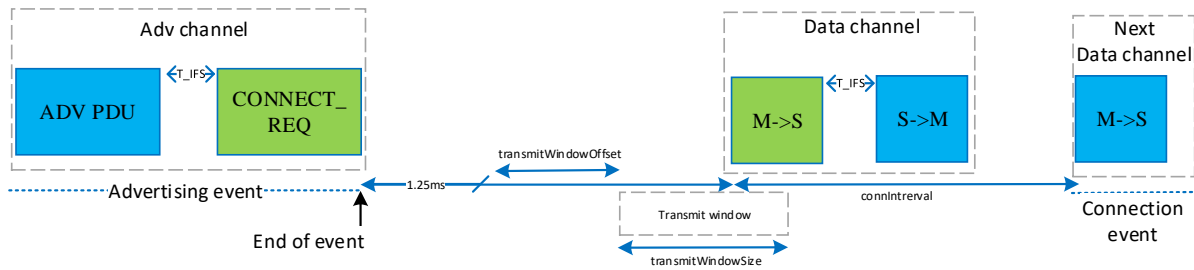 Adv channel
T_IFS
ADV PDU
CONNECT_
REQ
Advertising event
End of event
1.25ms
transmitWindowOffset
Data channel
T_IFS
M->S
S->M
Transmit window
transmitWindowSize
connIntrerval
Next
Data channel
M->S
Connection
event